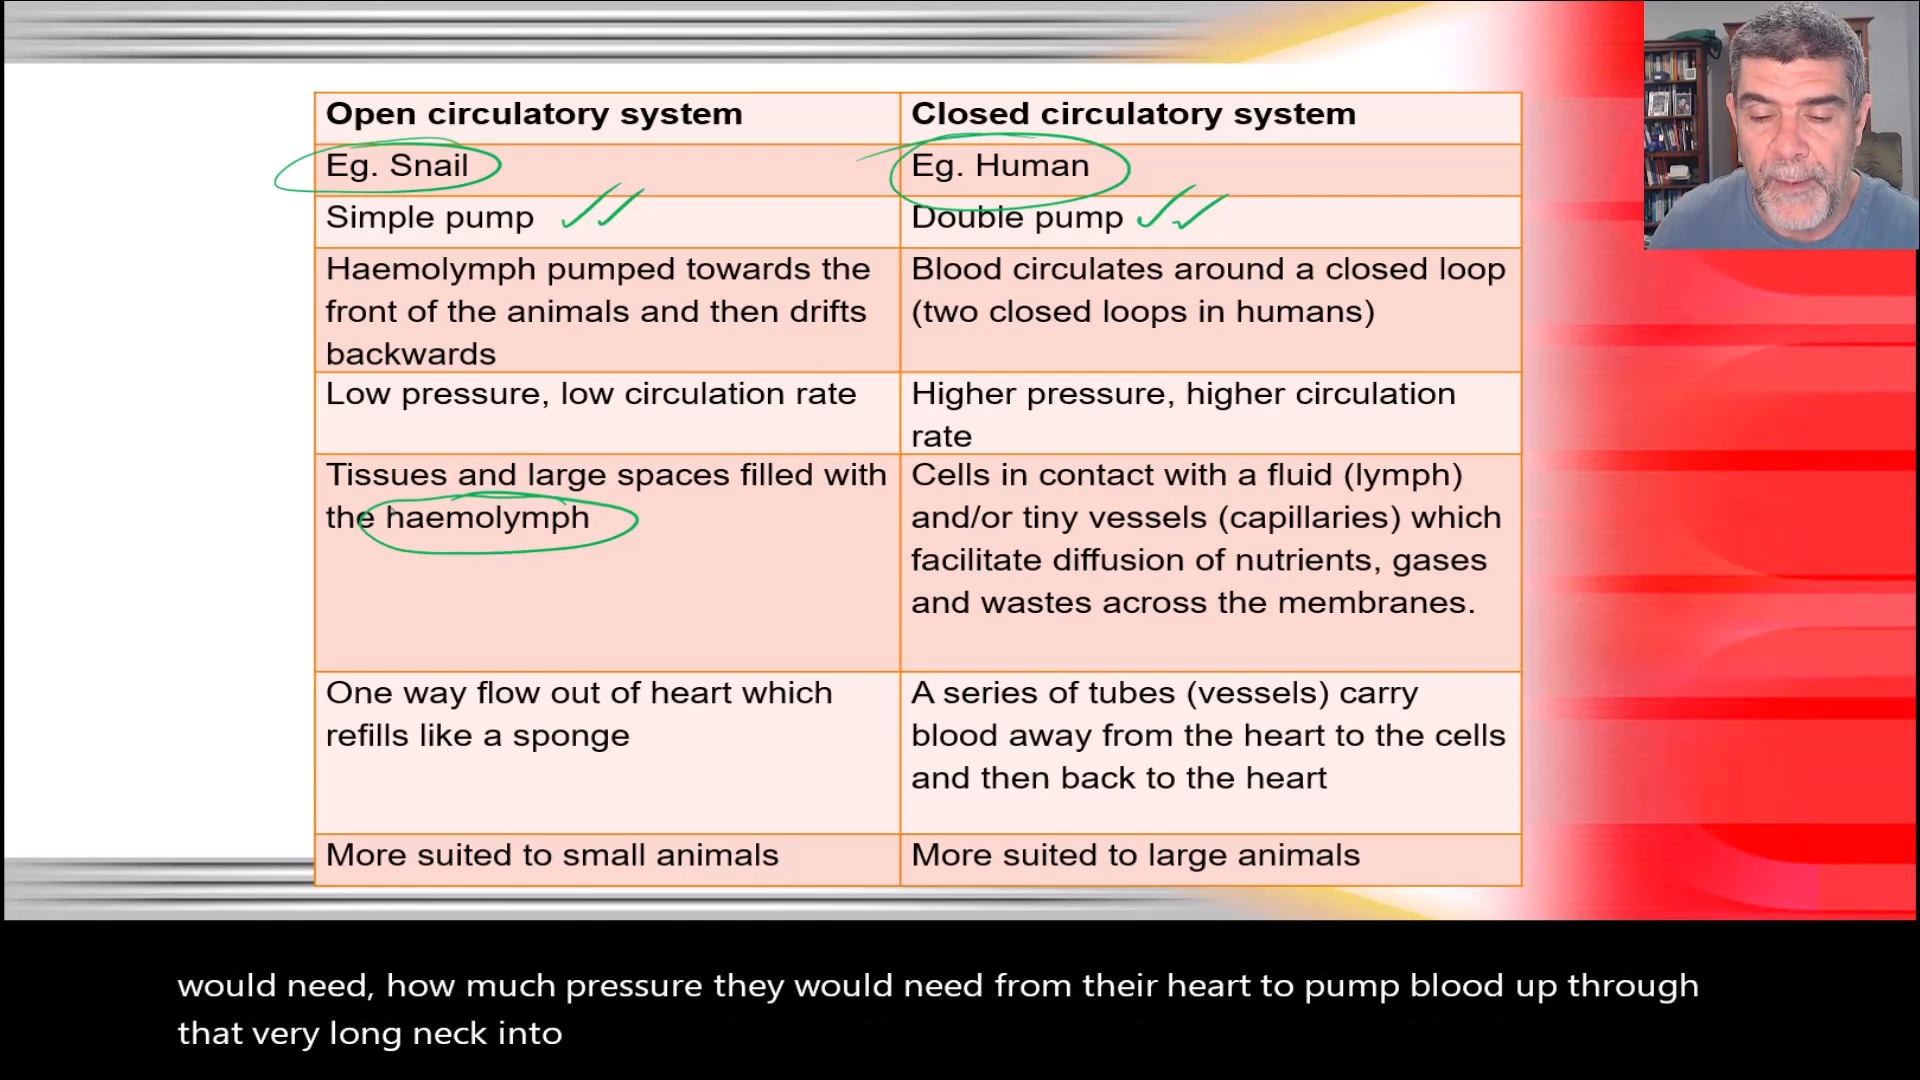 Open circulatory system
Closed circulatory system
Eg. Snail
Eg. Human
Simple pump
Double pump
Haemolymph pumped towards the
front of the animals and then drifts
backwards
Blood circulates around a closed loop
(two closed loops in humans)
Low pressure, low circulation rate
Higher pressure, higher circulation
rate
Tissues and large spaces filled with
the haemolymph
Cells in contact with a fluid (lymph)
and/or tiny vessels (capillaries) which
facilitate diffusion of nutrients, gases
and wastes across the membranes.
One way flow out of heart which
refills like a sponge
A series of tubes (vessels) carry
blood away from the heart to the cells
and then back to the heart
More suited to small animals
More suited to large animals
would need, how much pressure they would need from their heart to pump blood up through
that very long neck into